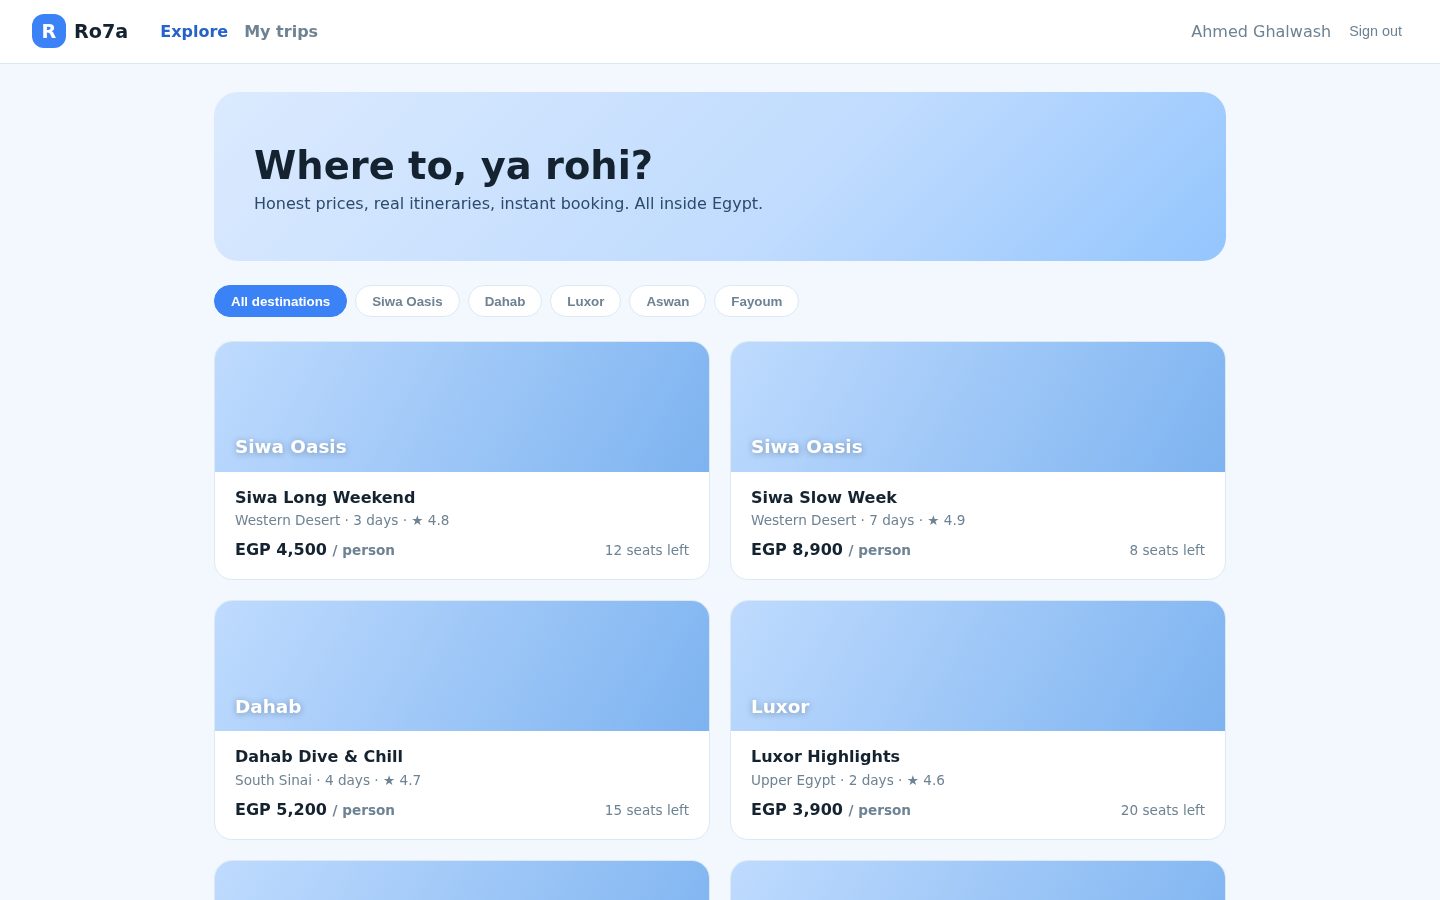 R Ro7a Explore My trips Ahmed Ghalwash Sign out
Where to, ya rohi?
Honest prices, real itineraries, instant booking. All inside Egypt.
All destinations Siwa Oasis Dahab Luxor Aswan Fayoum
Siwa Oasis
Siwa Long Weekend
Western Desert · 3 days · ★ 4.8
EGP 4,500 / person 12 seats left
Siwa Oasis
Siwa Slow Week
Western Desert · 7 days · ★ 4.9
EGP 8,900 / person 8 seats left
Dahab
Dahab Dive & Chill
South Sinai · 4 days · ★ 4.7
EGP 5,200 / person 15 seats left
Luxor
Luxor Highlights
Upper Egypt · 2 days · ★ 4.6
EGP 3,900 / person 20 seats left